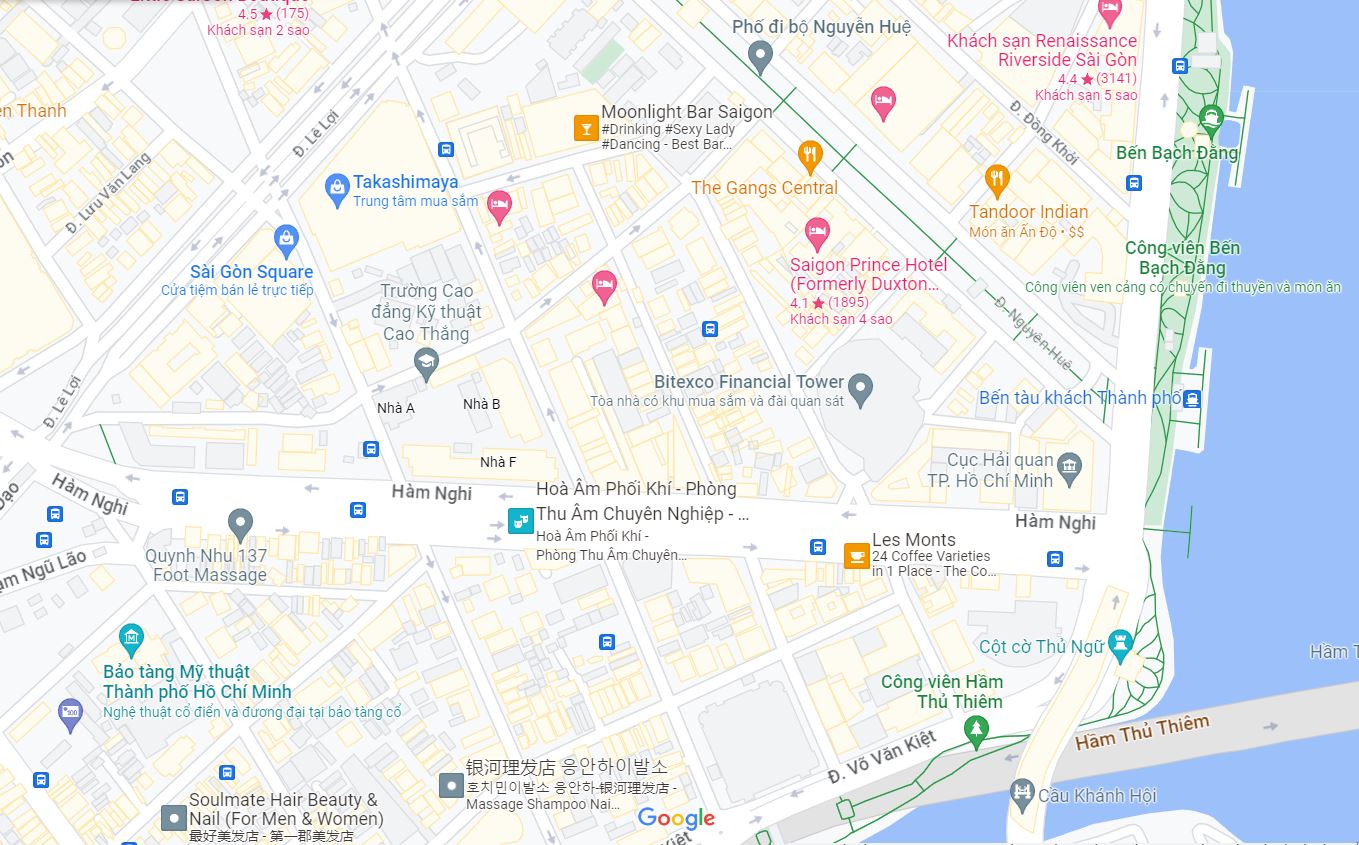 4.5 ★ (175)
Khách sạn 2 sao
Phố đi bộ Nguyễn Huệ
Khách sạn Renaissance
Riverside Sài Gòn
4.4 ★ (3141)
Khách sạn 5 sao
Thanh
Đ. Lê Lợi
Moonlight Bar Saigon
#Drinking #Sexy Lady
#Dancing - Best Bar...
Đ. Đồng Khởi
Bến Bạch Đằng
Đ. Lưu Văn Lang
Takashimaya
Trung tâm mua sắm
The Gangs Central
Tandoor Indian
Món ăn Ấn Độ • $$
Sài Gòn Square
Cửa tiệm bán lẻ trực tiếp
Công viên Bến
Bạch Đằng
Công viên ven cảng có chuyến đi thuyền và món ăn
Saigon Prince Hotel
(Formerly Duxton...
4.1 ★ (1895)
Khách sạn 4 sao
Trường Cao
đẳng Kỹ thuật
Cao Thắng
Đ. Nguyễn Huệ
Đ. Lê Lợi
Nhà A
Nhà B
Bitexco Financial Tower
Tòa nhà có khu mua sắm và đài quan sát
Bến tàu khách Thành phố
Nhà F
Cục Hải quan
TP. Hồ Chí Minh
Hàm Nghi
Hàm Nghi
Hoà Âm Phối Khí - Phòng
Thu Âm Chuyên Nghiệp - ...
Hoà Âm Phối Khí -
Phòng Thu Âm Chuyên...
Hàm Nghi
Quynh Nhu 137
Foot Massage
Les Monts
24 Coffee Varieties
in 1 Place - The Co...
Ngũ Lão
Cột cờ Thủ Ngữ
Hầm
Bảo tàng Mỹ thuật
Thành phố Hồ Chí Minh
Nghệ thuật cổ điển và đương đại tại bảo tàng cổ
Công viên Hầm
Thủ Thiêm
Hầm Thủ Thiêm
Đ. Võ Văn Kiệt
银河理发店 응안하이발소
호치민이발소 응안하-银河理发店 -
Massage Shampoo Nai...
Cầu Khánh Hội
Soulmate Hair Beauty &
Nail (For Men & Women)
最好美发店 - 第一郡美发店
Google
Kiệt